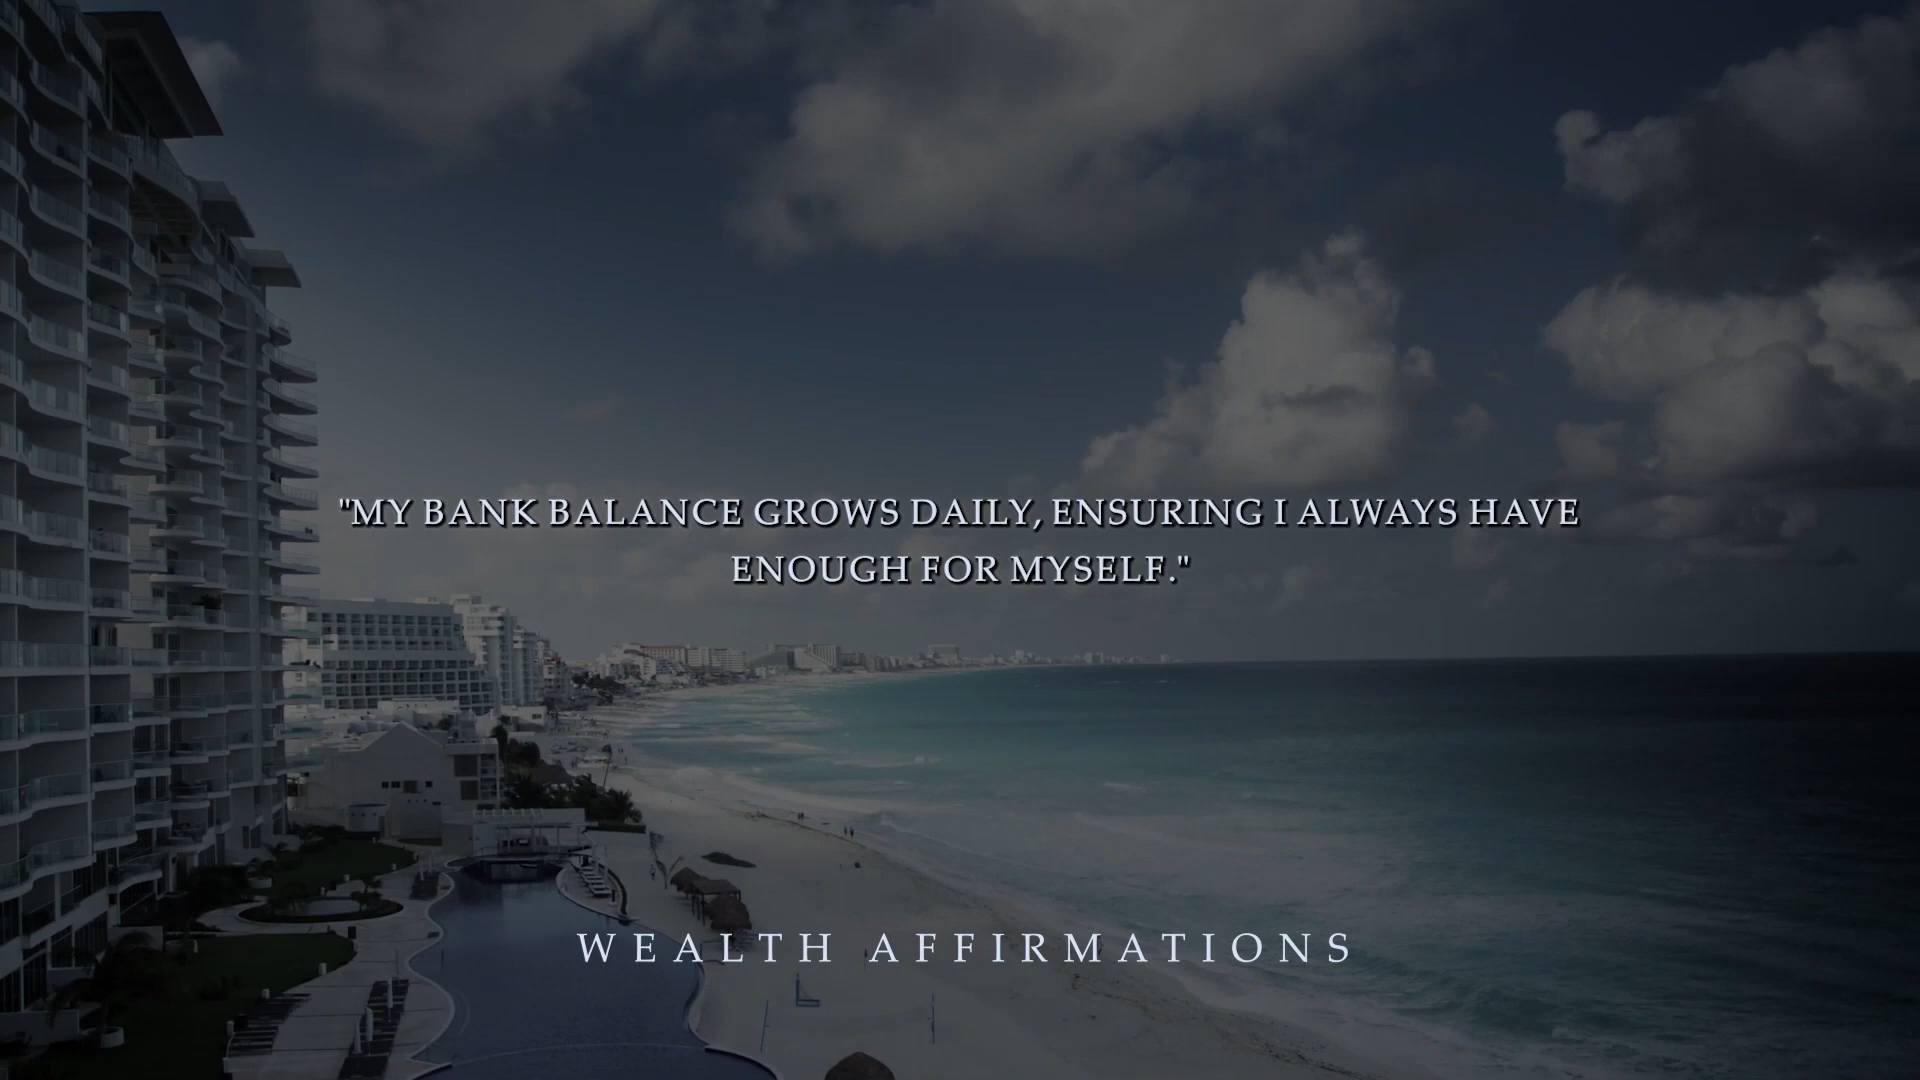 "MY BANK BALANCE GROWS DAILY, ENSURING I ALWAYS HAVE
ENOUGH FOR MYSELF."
WEALTH AFFIRMATIONS